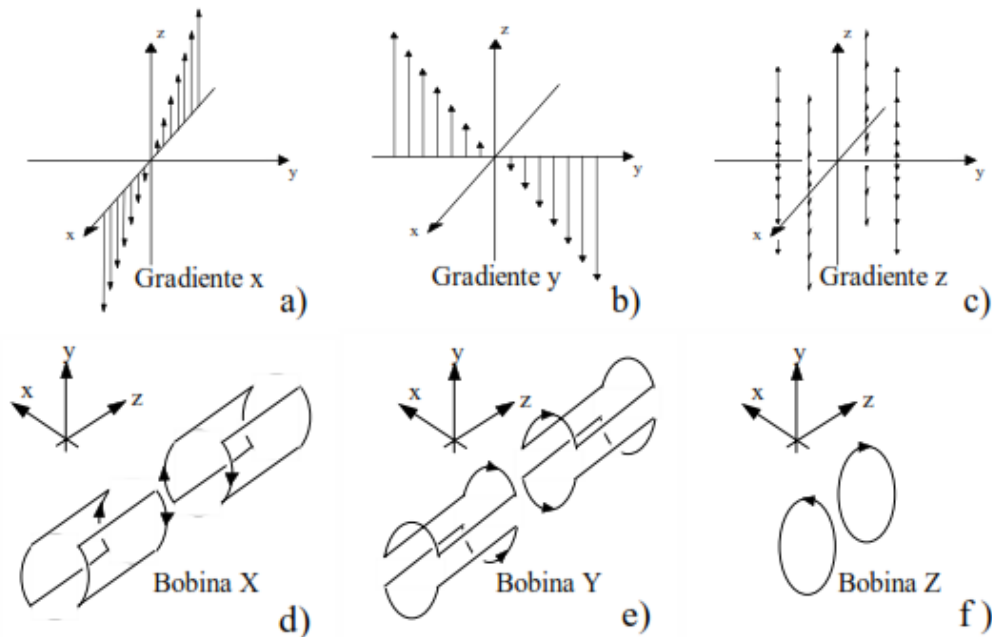 z
y
x
Gradiente x
a)
z
y
x
Gradiente y
b)
z
y
x
Gradiente z
c)
y
x
z
Bobina X
d)
y
x
z
Bobina Y
e)
y
x
z
Bobina Z
f)